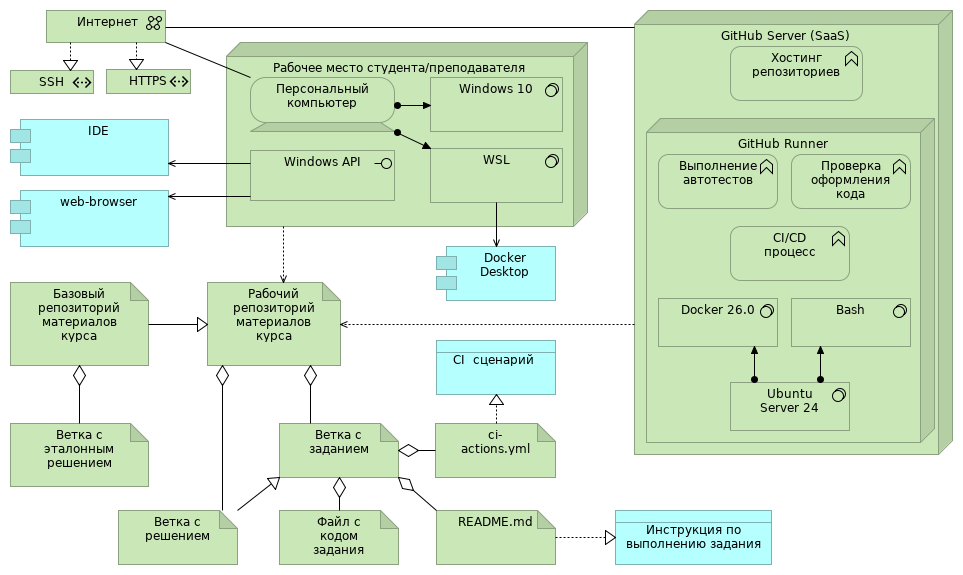 Интернет
SSH
HTTPS
IDE
web-browser
Рабочее место студента/преподавателя
Персональный
компьютер
Windows 10
Windows API
WSL
Docker
Desktop
GitHub Server (SaaS)
Хостинг
репозиториев
GitHub Runner
Выполнение
автотестов
Проверка
оформления
кода
CI/CD
процесс
Docker 26.0
Bash
Ubuntu
Server 24
Базовый
репозиторий
материалов
курса
Рабочий
репозиторий
материалов
курса
CI сценарий
Ветка с
эталонным
решением
Ветка с
заданием
ci-
actions.yml
Ветка с
решением
Файл с
кодом
задания
README.md
Инструкция по
выполнению задания